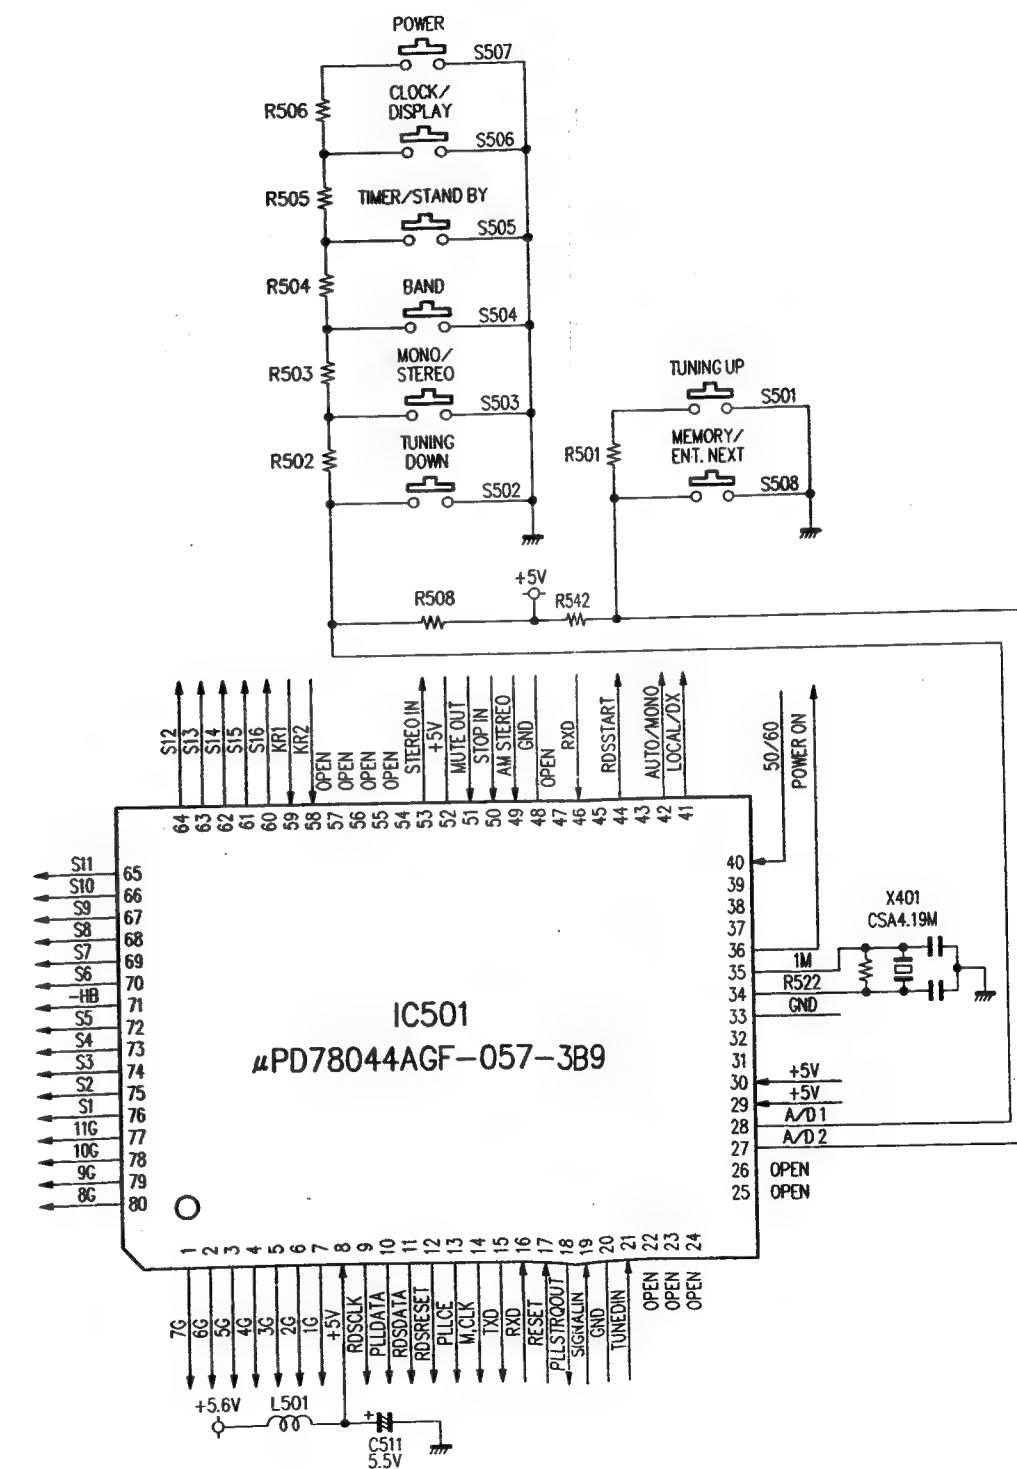 POWER
S507
R506
CLOCK/
DISPLAY
S506
R505
TIMER/STAND BY
S505
R504
BAND
S504
R503
MONO/
STEREO
S503
R502
TUNING
DOWN
S502
TUNING UP
S501
R501
MEMORY/
ENT. NEXT
S508
R508
+5V
R542
S12
S13
S14
S15
S16
KR1
KR2
OPEN
OPEN
OPEN
OPEN
STEREO IN
+5V
MUTE OUT
STOP IN
AM STEREO
GND
OPEN
RXD
RDSSTART
AUTO/MONO
LOCAL/DX
50/60
POWER ON
64 63 62 61 60 59 58 57 56 55 54 53 52 51 50 49 48 47 46 45 44 43 42 41
S11 65
S10 66
S9 67
S8 68
S7 69
S6 70
-HB 71
S5 72
S4 73
S3 74
S2 75
S1 76
11G 77
10G 78
9G 79
8G 80
IC501
μPD78044AGF-057-3B9
40
39
38
37
36
35 1M
34 R522
33 GND
32
31
30 +5V
29 +5V
28 A/D 1
27 A/D 2
26 OPEN
25 OPEN
X401
CSA4.19M
1 2 3 4 5 6 7 8 9 10 11 12 13 14 15 16 17 18 19 20 21 22 23 24
7G
6G
5G
4G
3G
2G
1G
+5V
RDSCLK
PLLDATA
RDSDATA
RDSRESET
PLLCE
M,CLK
TXD
RXD
RESET
PLLSTRQOUT
SIGNALIN
GND
TUNEDIN
OPEN
OPEN
OPEN
+5.6V
L501
+
C511
5.5V